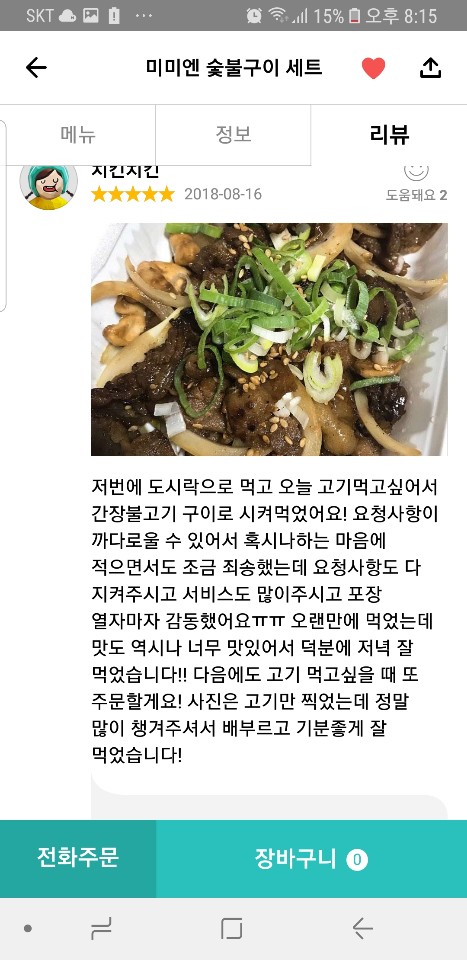 SKT 15% 오후 8:15
미미엔 숯불구이 세트
메뉴 정보 리뷰
치킨치킨
2018-08-16 도움돼요 2
저번에 도시락으로 먹고 오늘 고기먹고싶어서
간장불고기 구이로 시켜먹었어요! 요청사항이
까다로울 수 있어서 혹시나하는 마음에
적으면서도 조금 죄송했는데 요청사항도 다
지켜주시고 서비스도 많이주시고 포장
열자마자 감동했어요ㅠㅠ 오랜만에 먹었는데
맛도 역시나 너무 맛있어서 덕분에 저녁 잘
먹었습니다!! 다음에도 고기 먹고싶을 때 또
주문할게요! 사진은 고기만 찍었는데 정말
많이 챙겨주셔서 배부르고 기분좋게 잘
먹었습니다!
전화주문 장바구니 0